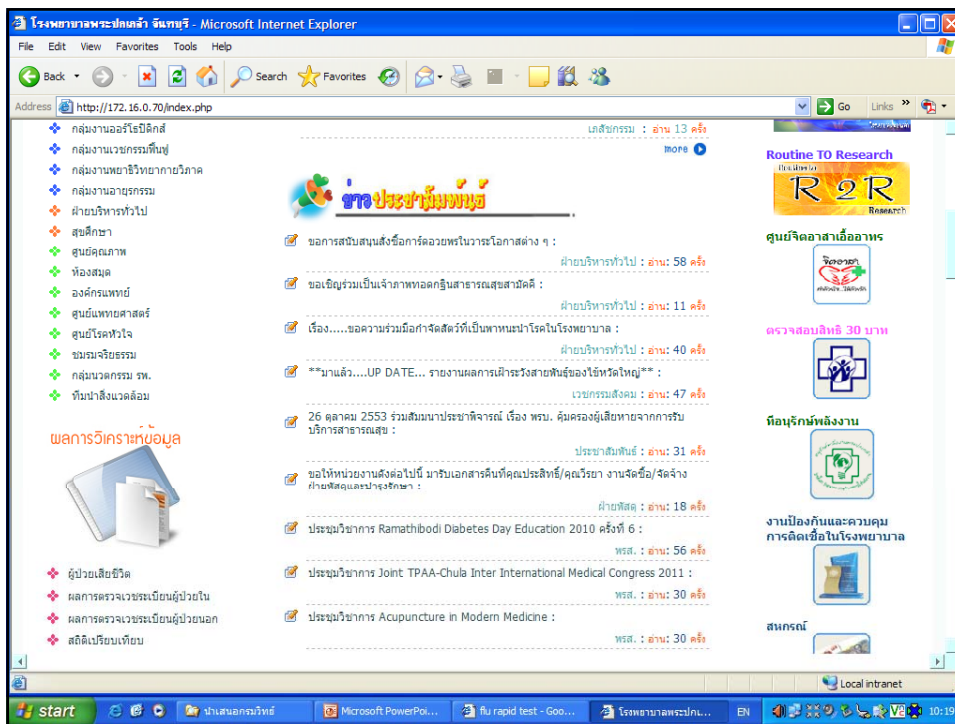 โรงพยาบาลพระปกเกล้า จันทบุรี - Microsoft Internet Explorer
File Edit View Favorites Tools Help
Back Search Favorites
Address http://172.16.0.70/index.php Go Links
กลุ่มงานออร์โธปิดิกส์
กลุ่มงานเวชกรรมฟื้นฟู
กลุ่มงานพยาธิวิทยากายวิภาค
กลุ่มงานอายุรกรรม
ฝ่ายบริหารทั่วไป
สุขศึกษา
ศูนย์คุณภาพ
ห้องสมุด
องค์กรแพทย์
ศูนย์แพทยศาสตร์
ศูนย์โรคหัวใจ
ชมรมจริยธรรม
กลุ่มนวตกรรม รพ.
ทีมนำสิ่งแวดล้อม
ผลการวิเคราะห์ข้อมูล
ผู้ป่วยเสียชีวิต
ผลการตรวจเวชระเบียนผู้ป่วยใน
ผลการตรวจเวชระเบียนผู้ป่วยนอก
สถิติเปรียบเทียบ
เภสัชกรรม : อ่าน 13 ครั้ง
more
ข่าวประชาสัมพันธ์
ขอการสนับสนุนสั่งซื้อการ์ดอวยพรในวาระโอกาสต่าง ๆ :
ฝ่ายบริหารทั่วไป : อ่าน: 58 ครั้ง
ขอเชิญร่วมเป็นเจ้าภาพทอดกฐินสาธารณสุขสามัคคี :
ฝ่ายบริหารทั่วไป : อ่าน: 11 ครั้ง
เรื่อง.....ขอความร่วมมือกำจัดสัตว์ที่เป็นพาหนะนำโรคในโรงพยาบาล :
ฝ่ายบริหารทั่วไป : อ่าน: 40 ครั้ง
**มาแล้ว....UP DATE... รายงานผลการเฝ้าระวังสายพันธุ์ของไข้หวัดใหญ่** :
เวชกรรมสังคม : อ่าน: 47 ครั้ง
26 ตุลาคม 2553 ร่วมสัมมนาประชาพิจารณ์ เรื่อง พรบ. คุ้มครองผู้เสียหายจากการรับ
บริการสาธารณสุข :
ประชาสัมพันธ์ : อ่าน: 31 ครั้ง
ขอให้หน่วยงานดังต่อไปนี้ มารับเอกสารคืนที่คุณประสิทธิ์/คุณวิรยา งานจัดซื้อ/จัดจ้าง
ฝ่ายพัสดุและบำรุงรักษา :
ฝ่ายพัสดุ : อ่าน: 18 ครั้ง
ประชุมวิชาการ Ramathibodi Diabetes Day Education 2010 ครั้งที่ 6 :
พรส. : อ่าน: 56 ครั้ง
ประชุมวิชาการ Joint TPAA-Chula Inter International Medical Congress 2011 :
พรส. : อ่าน: 30 ครั้ง
ประชุมวิชาการ Acupuncture in Modern Medicine :
พรส. : อ่าน: 30 ครั้ง
Routine TO Research
R 2 R
Research
ศูนย์จิตอาสาเอื้ออาทร
จิตอาสา
ตรวจสอบสิทธิ 30 บาท
ทีอนุรักษ์พลังงาน
งานป้องกันและควบคุม
การติดเชื้อในโรงพยาบาล
สหกรณ์
Local intranet
start นำเสนอกรมวิทย์ Microsoft PowerPoi... flu rapid test - Goo... โรงพยาบาลพระปกเ... EN 10:19